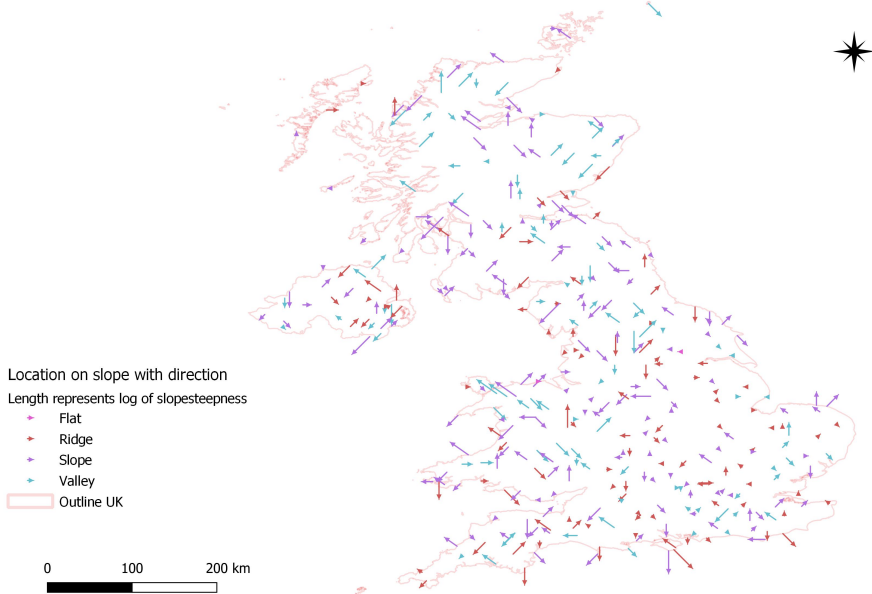 Location on slope with direction
Length represents log of slopesteepness
Flat
Ridge
Slope
Valley
Outline UK
0 100 200 km